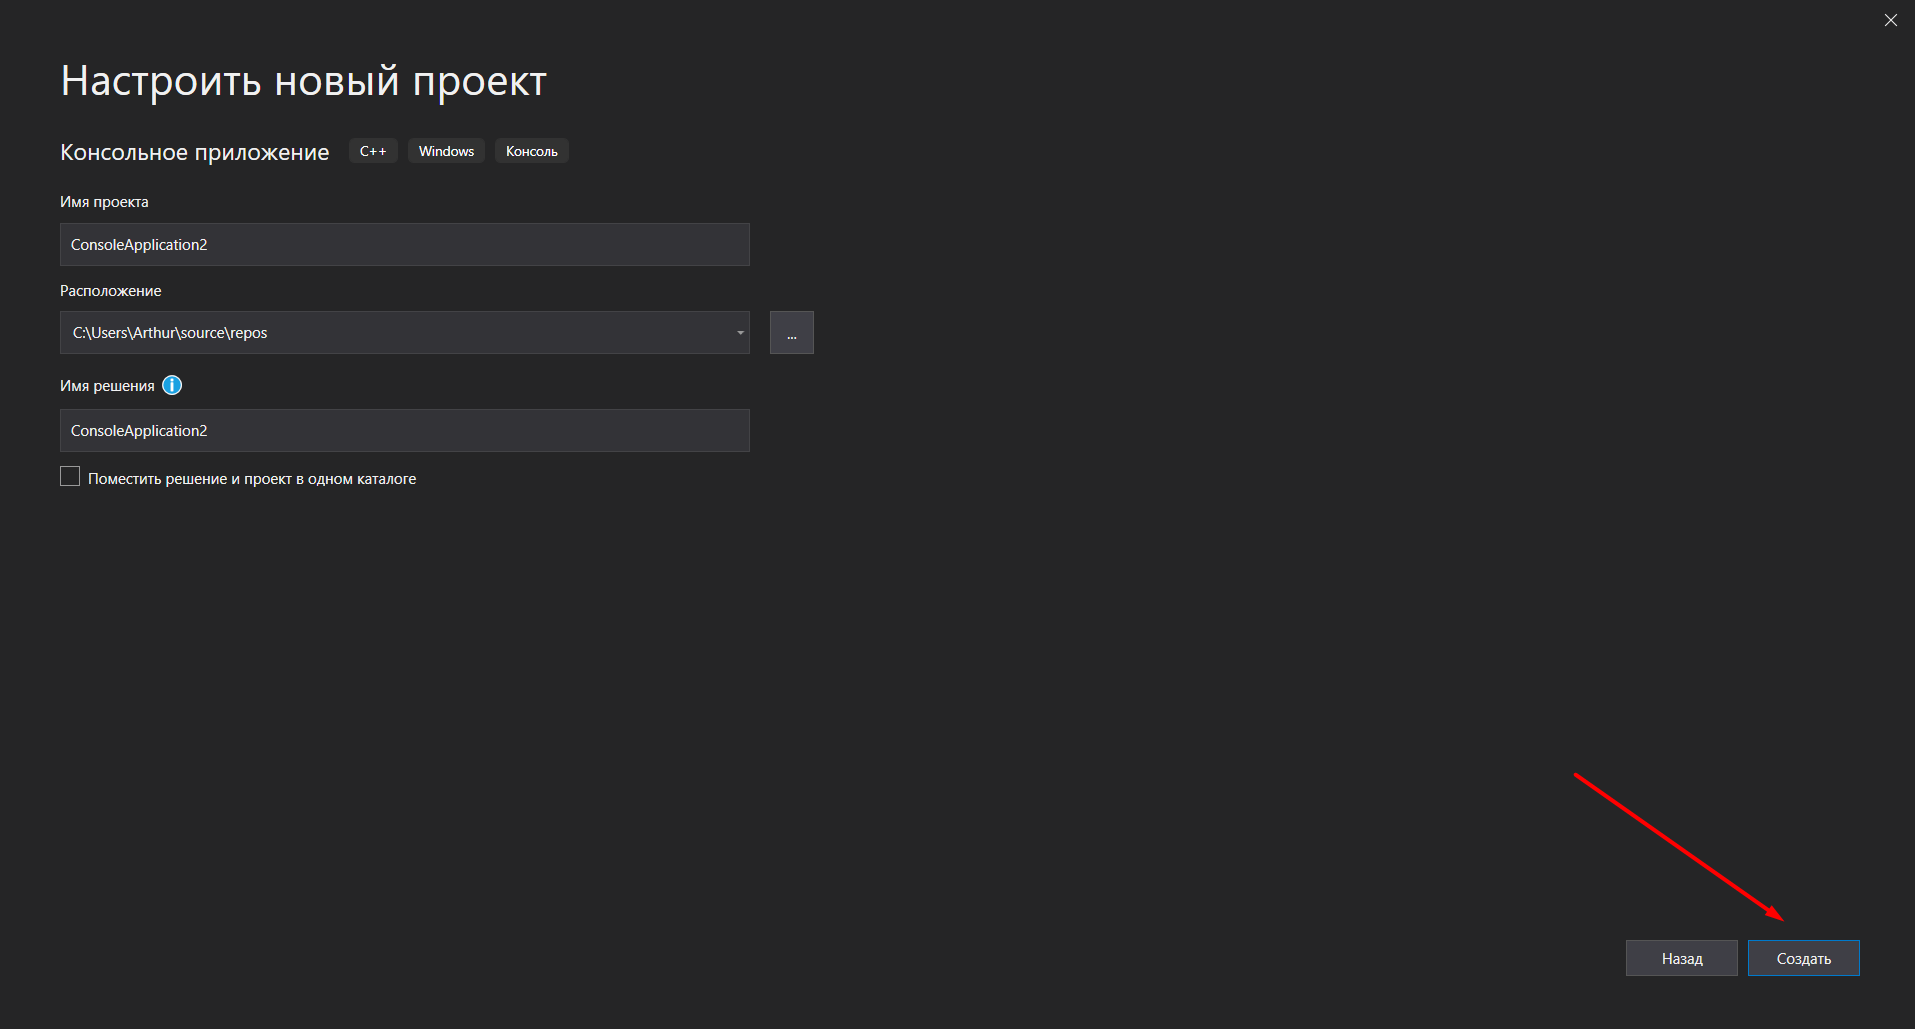 Настроить новый проект
Консольное приложение C++ Windows Консоль
Имя проекта
ConsoleApplication2
Расположение
C:\Users\Arthur\source\repos ...
Имя решения i
ConsoleApplication2
Поместить решение и проект в одном каталоге
Назад Создать